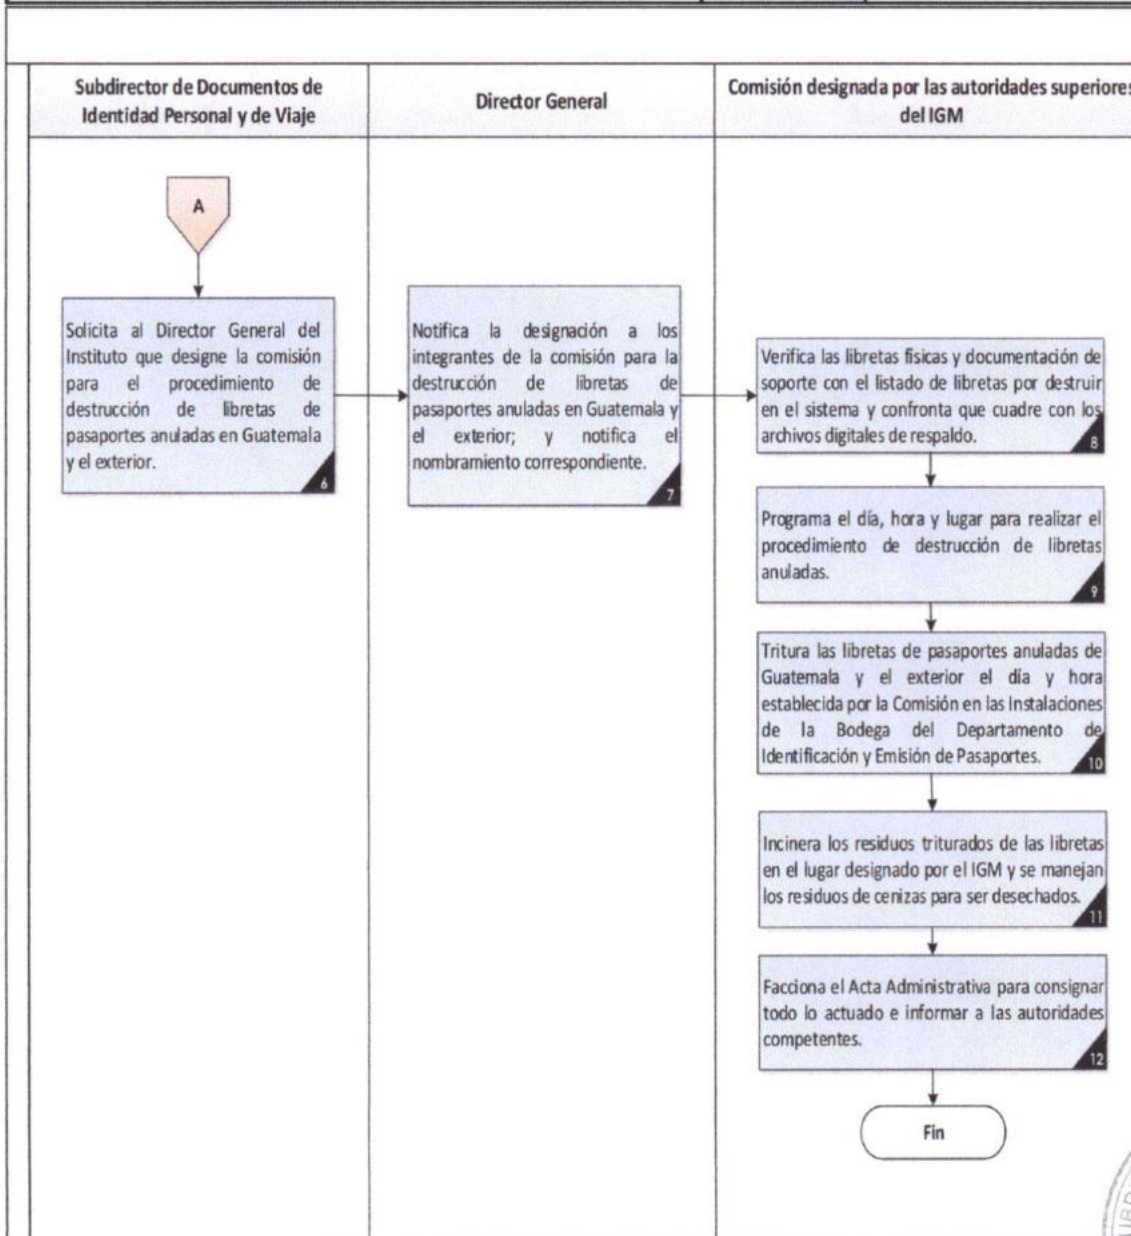 Subdirector de Documentos de
Identidad Personal y de Viaje
Director General
Comisión designada por las autoridades superiores
del IGM
A
Solicita al Director General del
Instituto que designe la comisión
para el procedimiento de
destrucción de libretas de
pasaportes anuladas en Guatemala
y el exterior.
6
Notifica la designación a los
integrantes de la comisión para la
destrucción de libretas de
pasaportes anuladas en Guatemala y
el exterior; y notifica el
nombramiento correspondiente.
7
Verifica las libretas físicas y documentación de
soporte con el listado de libretas por destruir
en el sistema y confronta que cuadre con los
archivos digitales de respaldo.
8
Programa el día, hora y lugar para realizar el
procedimiento de destrucción de libretas
anuladas.
9
Tritura las libretas de pasaportes anuladas de
Guatemala y el exterior el día y hora
establecida por la Comisión en las Instalaciones
de la Bodega del Departamento de
Identificación y Emisión de Pasaportes.
10
Incinera los residuos triturados de las libretas
en el lugar designado por el IGM y se manejan
los residuos de cenizas para ser desechados.
11
Facciona el Acta Administrativa para consignar
todo lo actuado e informar a las autoridades
competentes.
12
Fin